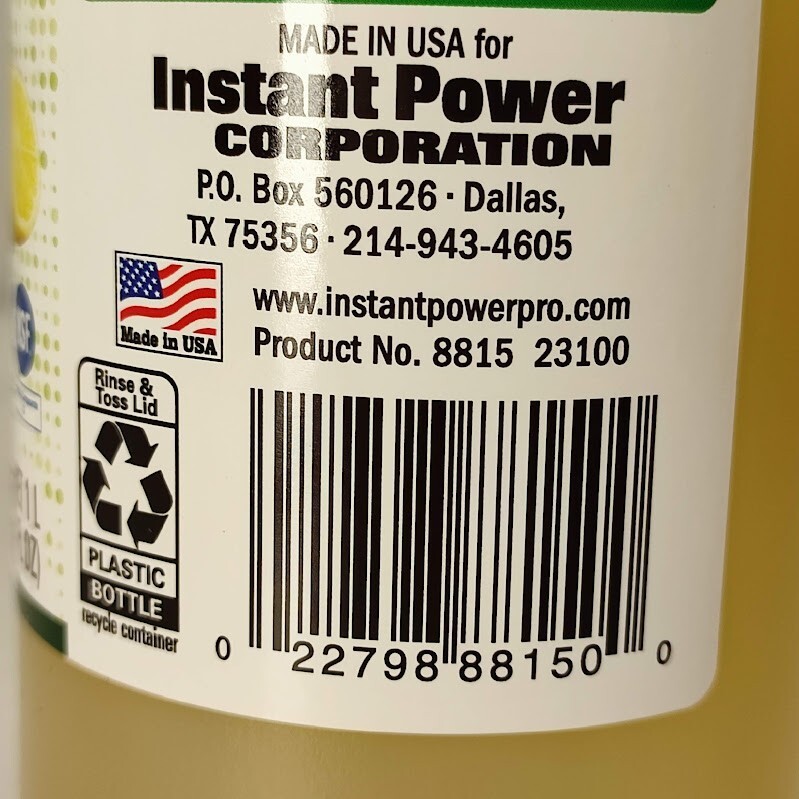 MADE IN USA for
Instant Power
CORPORATION
P.O. Box 560126 · Dallas,
TX 75356 · 214-943-4605
Made in USA
www.instantpowerpro.com
Product No. 8815 23100
Rinse &
Toss Lid
PLASTIC
BOTTLE
recycle container
0 22798 88150 0
1 L